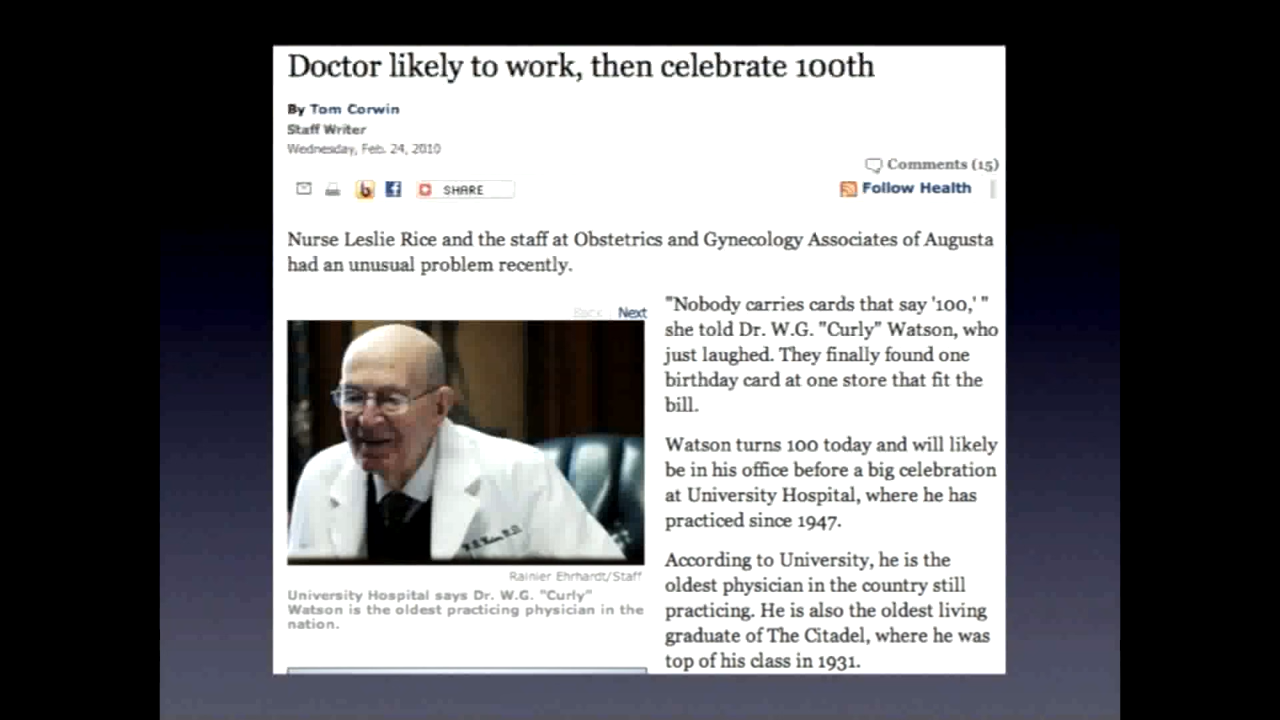 Doctor likely to work, then celebrate 100th
By Tom Corwin
Staff Writer
Wednesday, Feb. 24, 2010
Comments (15)
SHARE
Follow Health
Nurse Leslie Rice and the staff at Obstetrics and Gynecology Associates of Augusta
had an unusual problem recently.
Back Next
Rainier Ehrhardt/Staff
University Hospital says Dr. W.G. "Curly"
Watson is the oldest practicing physician in the
nation.
"Nobody carries cards that say '100,' "
she told Dr. W.G. "Curly" Watson, who
just laughed. They finally found one
birthday card at one store that fit the
bill.
Watson turns 100 today and will likely
be in his office before a big celebration
at University Hospital, where he has
practiced since 1947.
According to University, he is the
oldest physician in the country still
practicing. He is also the oldest living
graduate of The Citadel, where he was
top of his class in 1931.